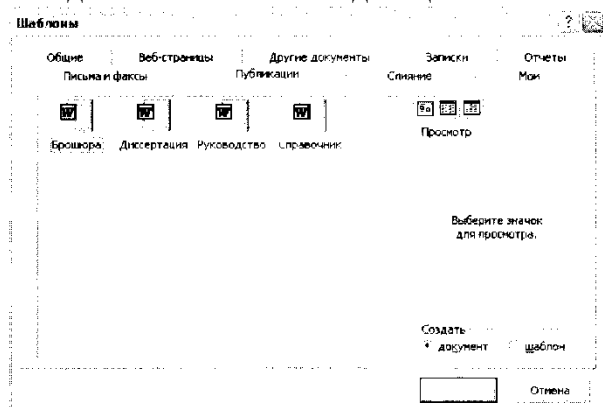 Шаблоны
Общие Веб-страницы Другие документы Записки Отчеты
Письма и факсы Публикации Слияние Мои
Брошюра Диссертация Руководство Справочник
Просмотр
Выберите значок
для просмотра.
Создать
документ шаблон
Отмена